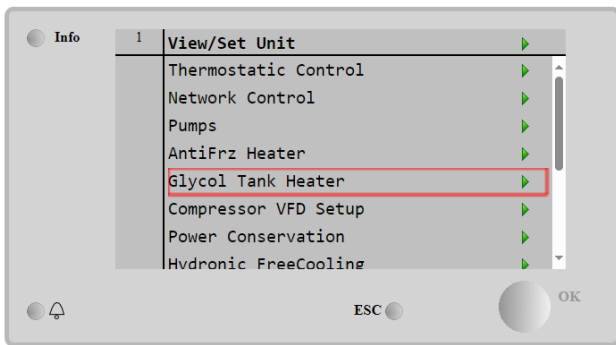 Info
1 View/Set Unit
Thermostatic Control
Network Control
Pumps
AntiFrz Heater
Glycol Tank Heater
Compressor VFD Setup
Power Conservation
Hydronic FreeCooling
ESC
OK